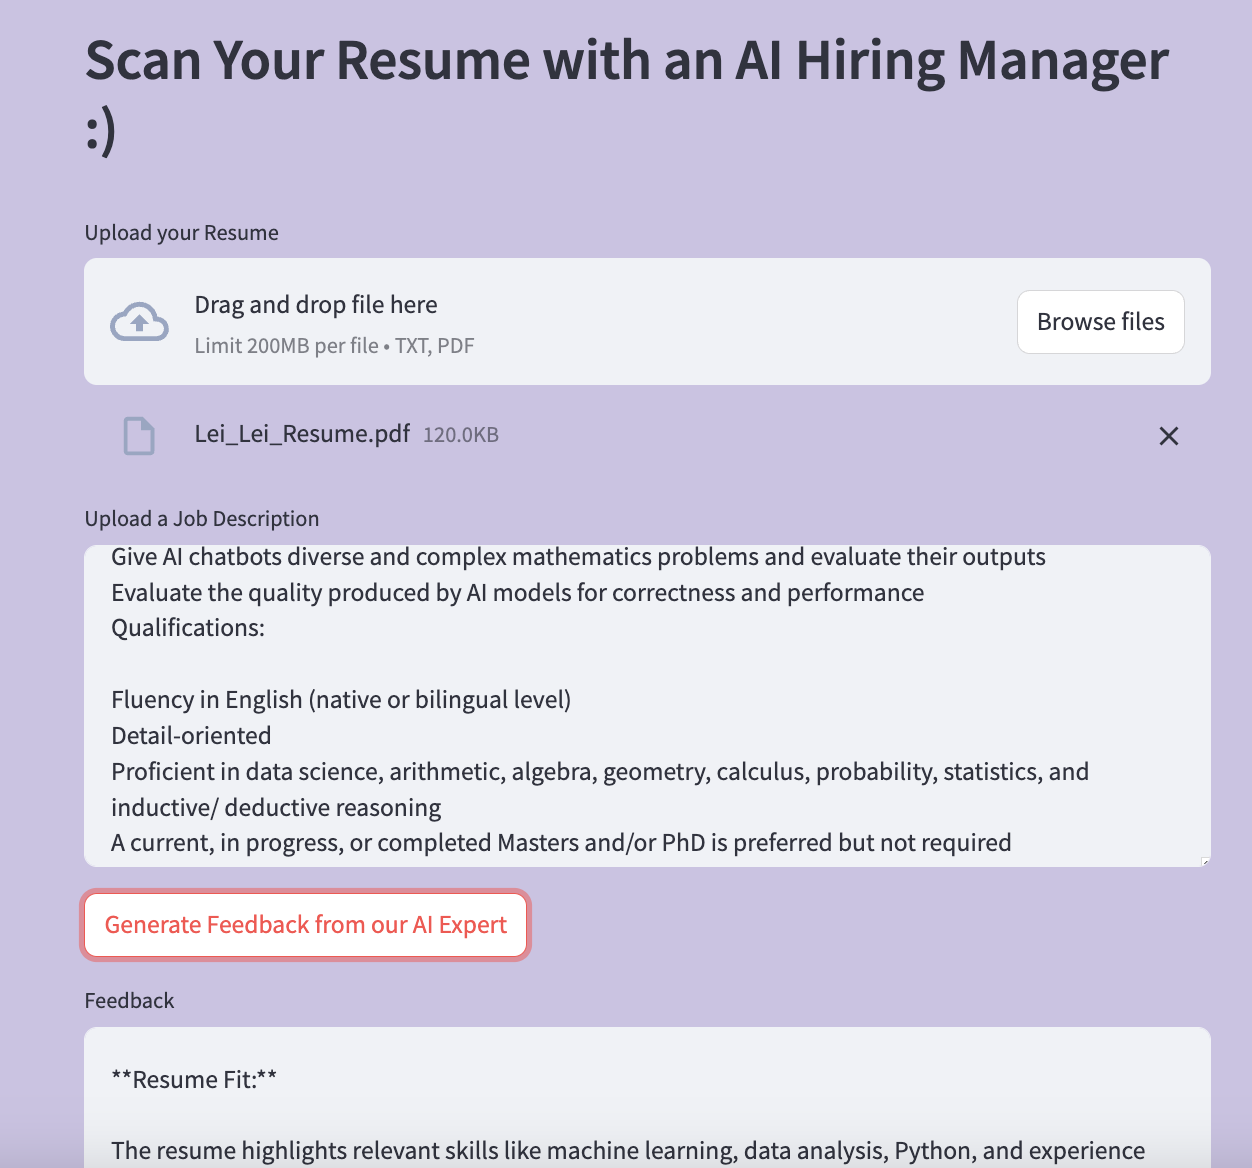 Scan Your Resume with an AI Hiring Manager
:)
Upload your Resume
Drag and drop file here
Limit 200MB per file • TXT, PDF
Browse files
Lei_Lei_Resume.pdf 120.0KB
Upload a Job Description
Give AI chatbots diverse and complex mathematics problems and evaluate their outputs
Evaluate the quality produced by AI models for correctness and performance
Qualifications:
Fluency in English (native or bilingual level)
Detail-oriented
Proficient in data science, arithmetic, algebra, geometry, calculus, probability, statistics, and
inductive/ deductive reasoning
A current, in progress, or completed Masters and/or PhD is preferred but not required
Generate Feedback from our AI Expert
Feedback
**Resume Fit:**
The resume highlights relevant skills like machine learning, data analysis, Python, and experience